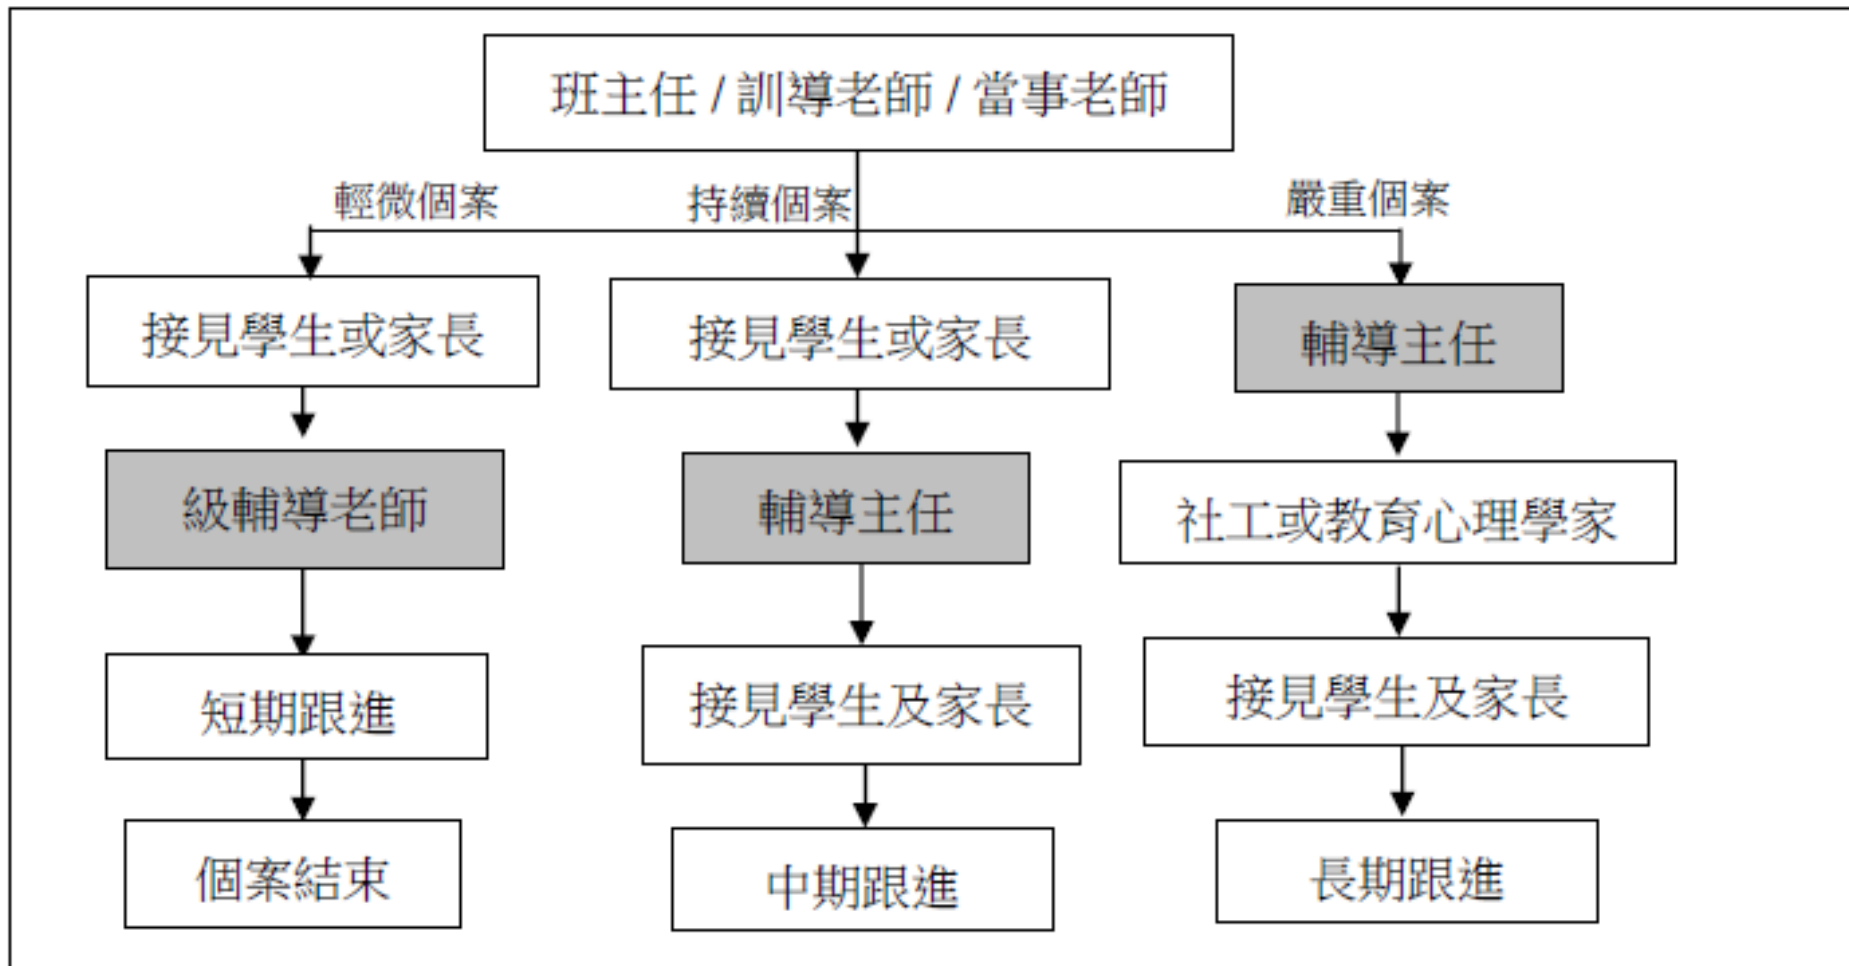 班主任 / 訓導老師 / 當事老師
輕微個案
持續個案
嚴重個案
接見學生或家長
接見學生或家長
輔導主任
級輔導老師
輔導主任
社工或教育心理學家
短期跟進
接見學生及家長
接見學生及家長
個案結束
中期跟進
長期跟進